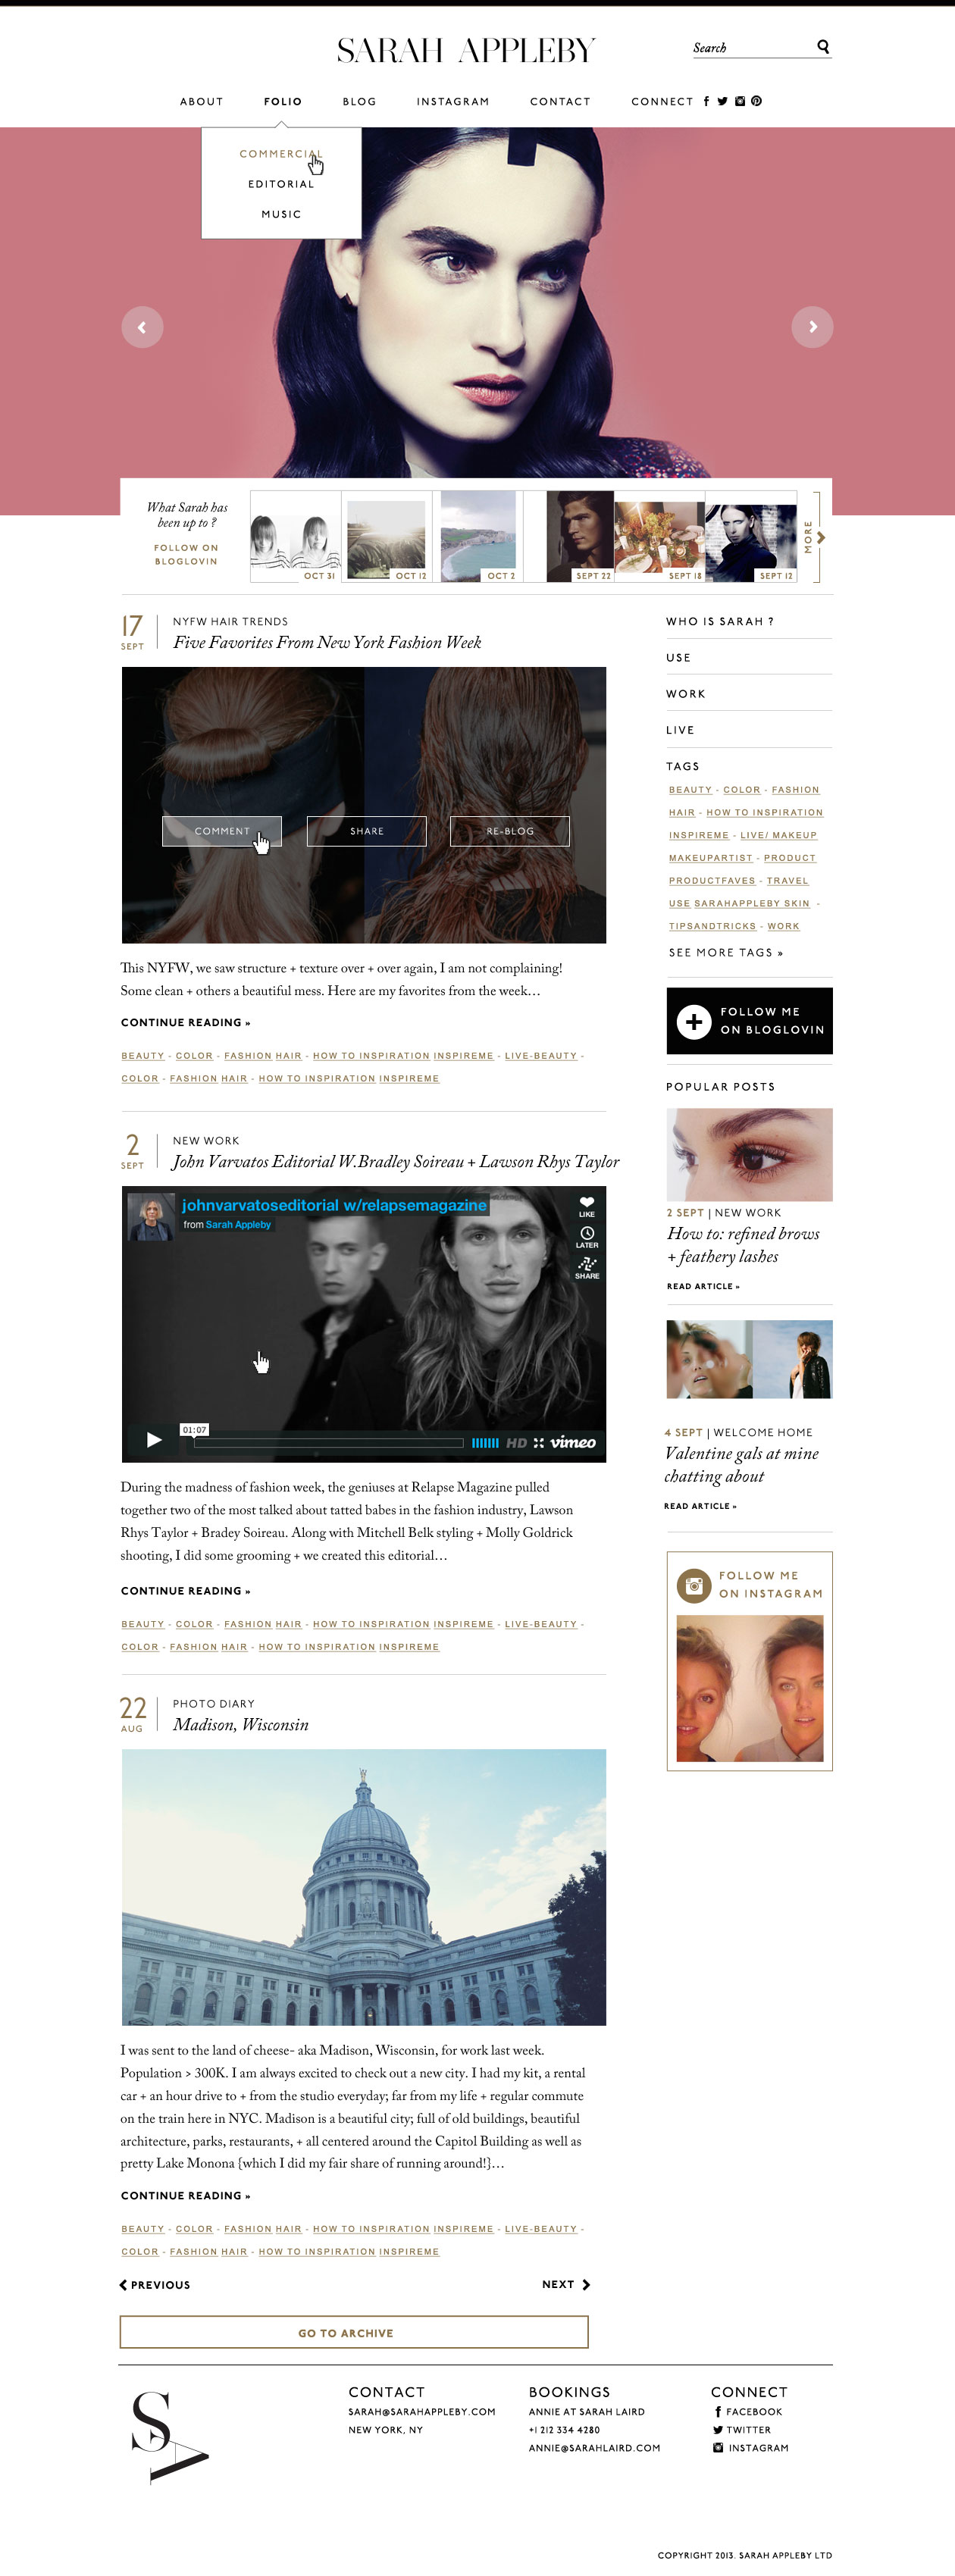 SARAH APPLEBY
Search
ABOUT FOLIO BLOG INSTAGRAM CONTACT CONNECT
COMMERCIAL
EDITORIAL
MUSIC
What Sarah has
been up to ?
FOLLOW ON
BLOGLOVIN
OCT 31 OCT 12 OCT 2 SEPT 22 SEPT 18 SEPT 12
MORE
17
SEPT
NYFW HAIR TRENDS
Five Favorites From New York Fashion Week
COMMENT SHARE RE-BLOG
This NYFW, we saw structure + texture over + over again, I am not complaining!
Some clean + others a beautiful mess. Here are my favorites from the week…
CONTINUE READING »
BEAUTY - COLOR - FASHION HAIR - HOW TO INSPIRATION INSPIREME - LIVE-BEAUTY -
COLOR - FASHION HAIR - HOW TO INSPIRATION INSPIREME
2
SEPT
NEW WORK
John Varvatos Editorial W.Bradley Soireau + Lawson Rhys Taylor
johnvarvatoseditorial w/relapsemagazine
from Sarah Appleby
LIKE
LATER
SHARE
01:07
HD vimeo
During the madness of fashion week, the geniuses at Relapse Magazine pulled
together two of the most talked about tatted babes in the fashion industry, Lawson
Rhys Taylor + Bradey Soireau. Along with Mitchell Belk styling + Molly Goldrick
shooting, I did some grooming + we created this editorial…
CONTINUE READING »
BEAUTY - COLOR - FASHION HAIR - HOW TO INSPIRATION INSPIREME - LIVE-BEAUTY -
COLOR - FASHION HAIR - HOW TO INSPIRATION INSPIREME
22
AUG
PHOTO DIARY
Madison, Wisconsin
I was sent to the land of cheese- aka Madison, Wisconsin, for work last week.
Population > 300K. I am always excited to check out a new city. I had my kit, a rental
car + an hour drive to + from the studio everyday; far from my life + regular commute
on the train here in NYC. Madison is a beautiful city; full of old buildings, beautiful
architecture, parks, restaurants, + all centered around the Capitol Building as well as
pretty Lake Monona {which I did my fair share of running around!}…
CONTINUE READING »
BEAUTY - COLOR - FASHION HAIR - HOW TO INSPIRATION INSPIREME - LIVE-BEAUTY -
COLOR - FASHION HAIR - HOW TO INSPIRATION INSPIREME
PREVIOUS NEXT
GO TO ARCHIVE
WHO IS SARAH ?
USE
WORK
LIVE
TAGS
BEAUTY - COLOR - FASHION
HAIR - HOW TO INSPIRATION
INSPIREME - LIVE/ MAKEUP
MAKEUPARTIST - PRODUCT
PRODUCTFAVES - TRAVEL
USE SARAHAPPLEBY SKIN -
TIPSANDTRICKS - WORK
SEE MORE TAGS »
FOLLOW ME
ON BLOGLOVIN
POPULAR POSTS
2 SEPT | NEW WORK
How to: refined brows
+ feathery lashes
READ ARTICLE »
4 SEPT | WELCOME HOME
Valentine gals at mine
chatting about
READ ARTICLE »
FOLLOW ME
ON INSTAGRAM
SA
CONTACT
SARAH@SARAHAPPLEBY.COM
NEW YORK, NY
BOOKINGS
ANNIE AT SARAH LAIRD
+1 212 334 4280
ANNIE@SARAHLAIRD.COM
CONNECT
FACEBOOK
TWITTER
INSTAGRAM
COPYRIGHT 2013. SARAH APPLEBY LTD